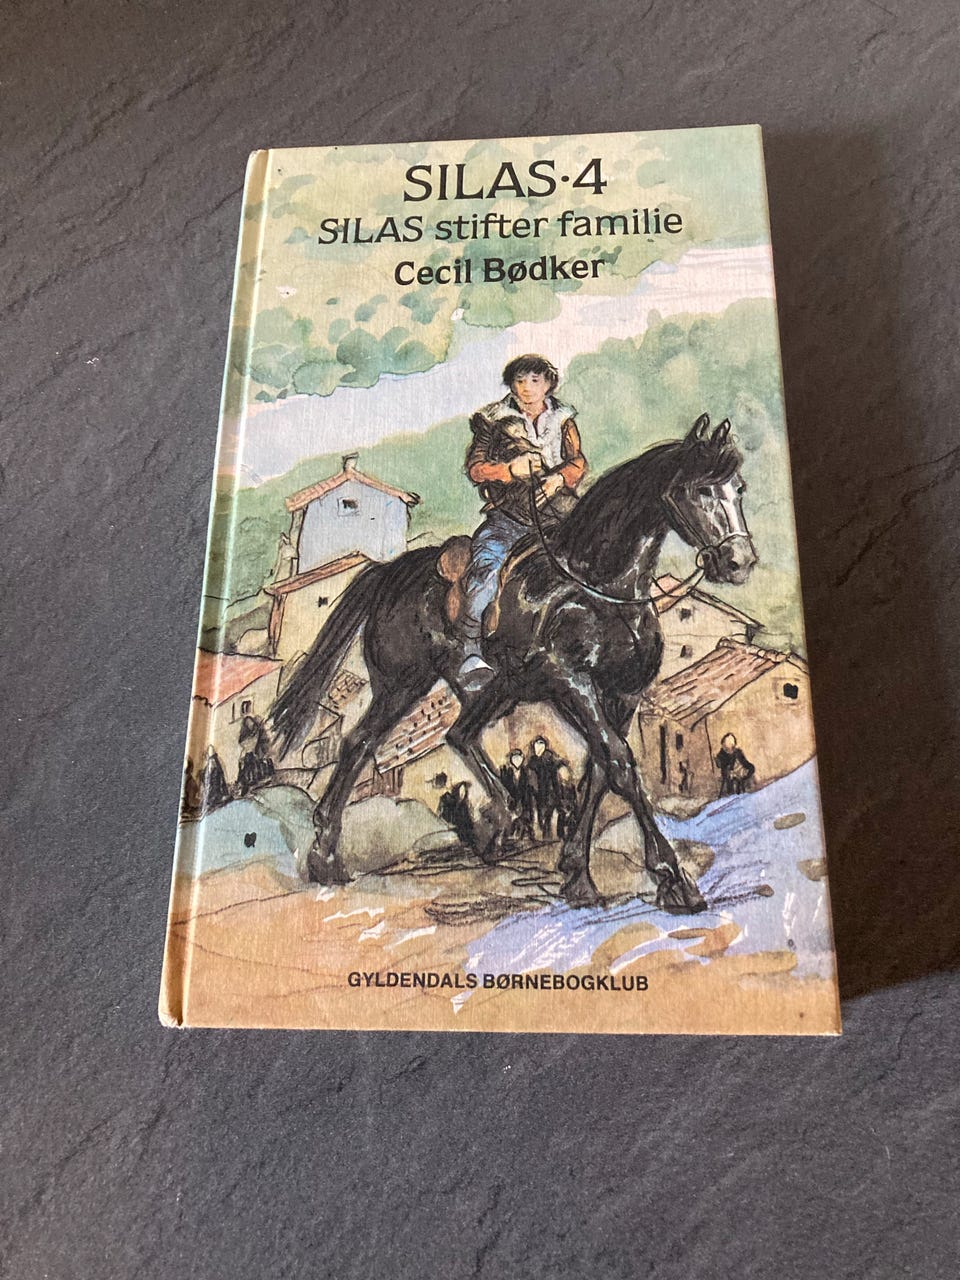 SILAS·4
SILAS stifter familie
Cecil Bødker
GYLDENDALS BØRNEBOGKLUB